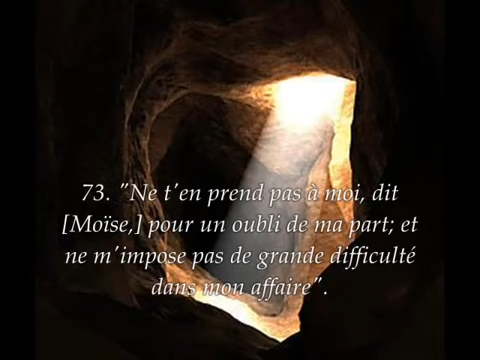 73. "Ne t'en prend pas à moi, dit
[Moïse,] pour un oubli de ma part; et
ne m'impose pas de grande difficulté
dans mon affaire".